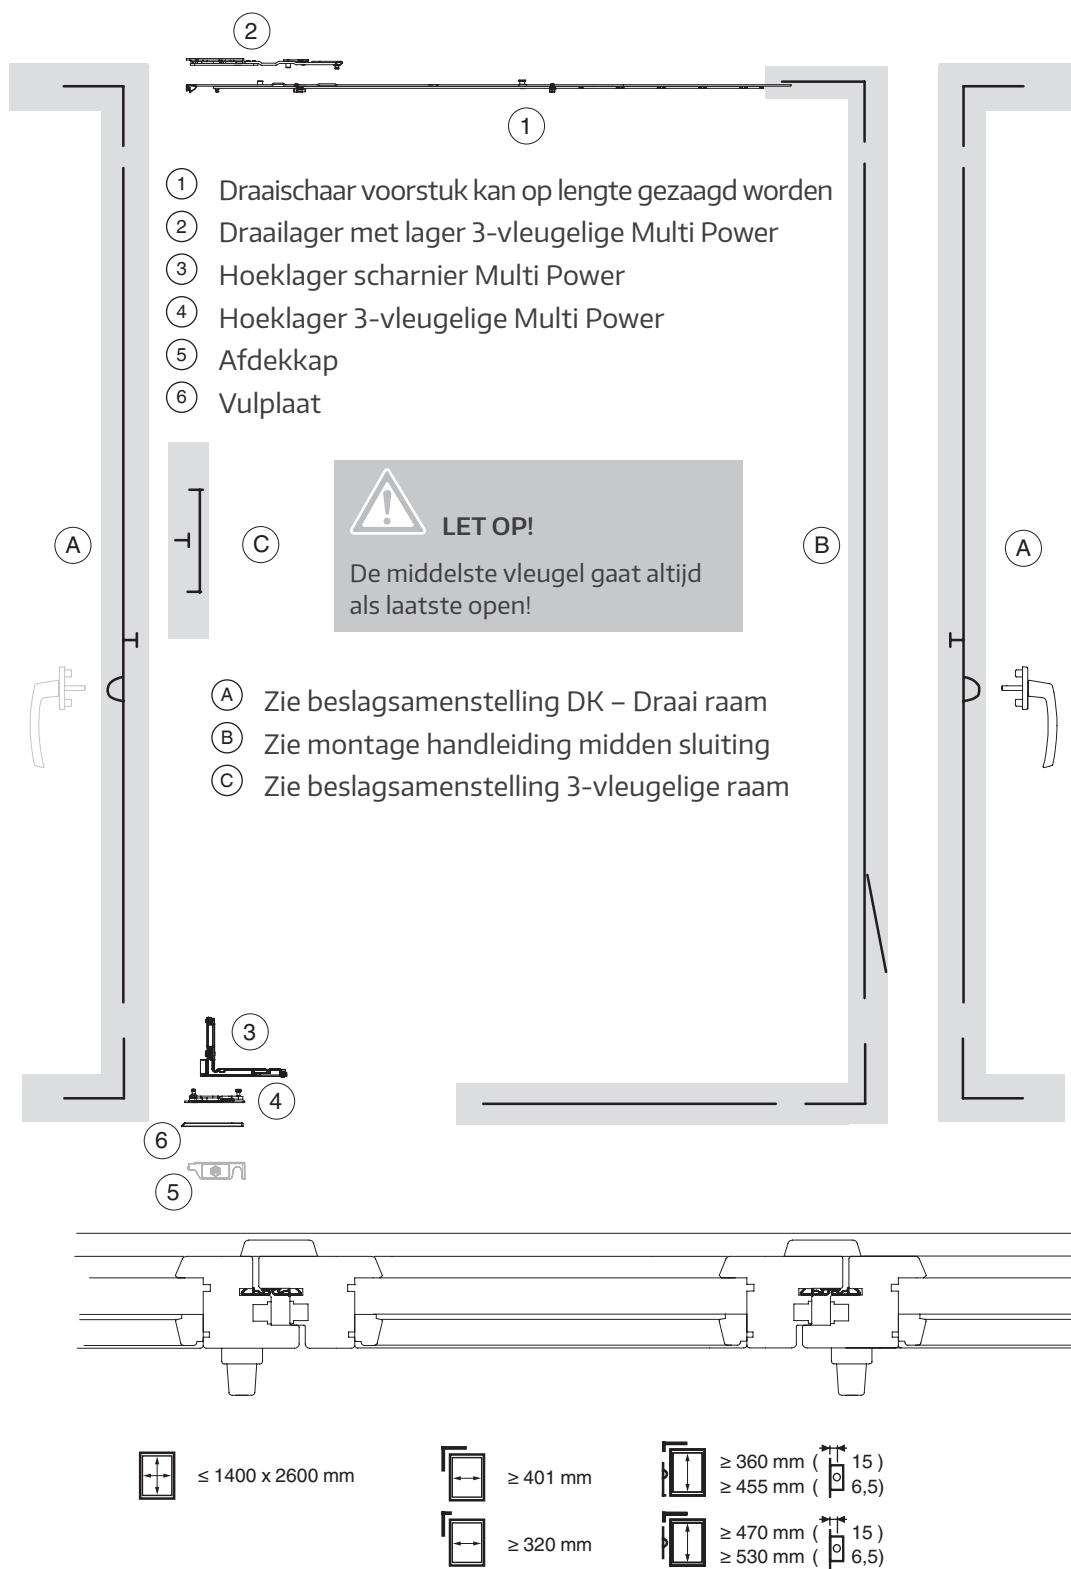 2
1
1 Draaischaar voorstuk kan op lengte gezaagd worden
2 Draailager met lager 3-vleugelige Multi Power
3 Hoeklager scharnier Multi Power
4 Hoeklager 3-vleugelige Multi Power
5 Afdekkap
6 Vulplaat
LET OP!
De middelste vleugel gaat altijd
als laatste open!
A
C
B
A
A Zie beslagsamenstelling DK – Draai raam
B Zie montage handleiding midden sluiting
C Zie beslagsamenstelling 3-vleugelige raam
3
4
6
5
≤ 1400 x 2600 mm
≥ 401 mm
≥ 320 mm
≥ 360 mm ( 15 )
≥ 455 mm ( 6,5)
≥ 470 mm ( 15 )
≥ 530 mm ( 6,5)